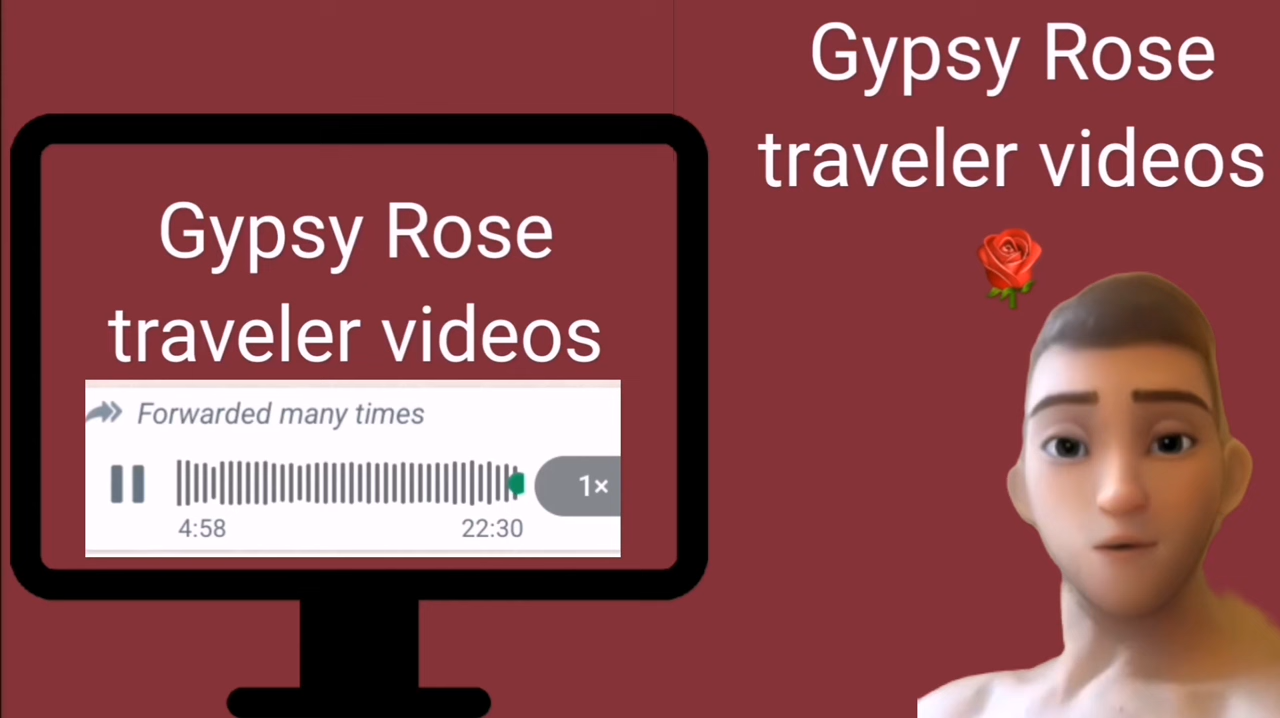 Gypsy Rose
traveler videos
Gypsy Rose
traveler videos
Forwarded many times
1×
4:58
22:30